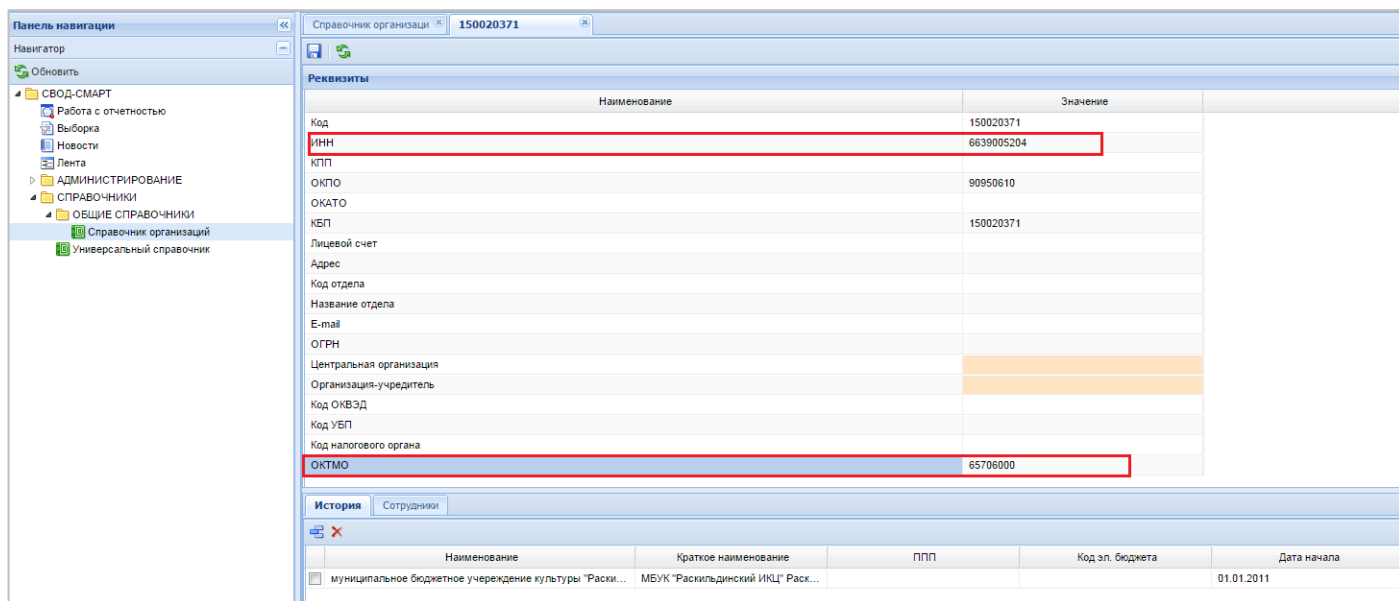 Панель навигации
Навигатор
Обновить
СВОД-СМАРТ
Работа с отчетностью
Выборка
Новости
Лента
АДМИНИСТРИРОВАНИЕ
СПРАВОЧНИКИ
ОБЩИЕ СПРАВОЧНИКИ
Справочник организаций
Универсальный справочник
Справочник организаци 150020371
Реквизиты
Наименование Значение
Код 150020371
ИНН 6639005204
КПП
ОКПО 90950610
ОКАТО
КБП 150020371
Лицевой счет
Адрес
Код отдела
Название отдела
E-mail
ОГРН
Центральная организация
Организация-учредитель
Код ОКВЭД
Код УБП
Код налогового органа
ОКТМО 65706000
История Сотрудники
Наименование Краткое наименование ППП Код эл. бюджета Дата начала
муниципальное бюджетное учереждение культуры "Раски... МБУК "Раскильдинский ИКЦ" Раск... 01.01.2011